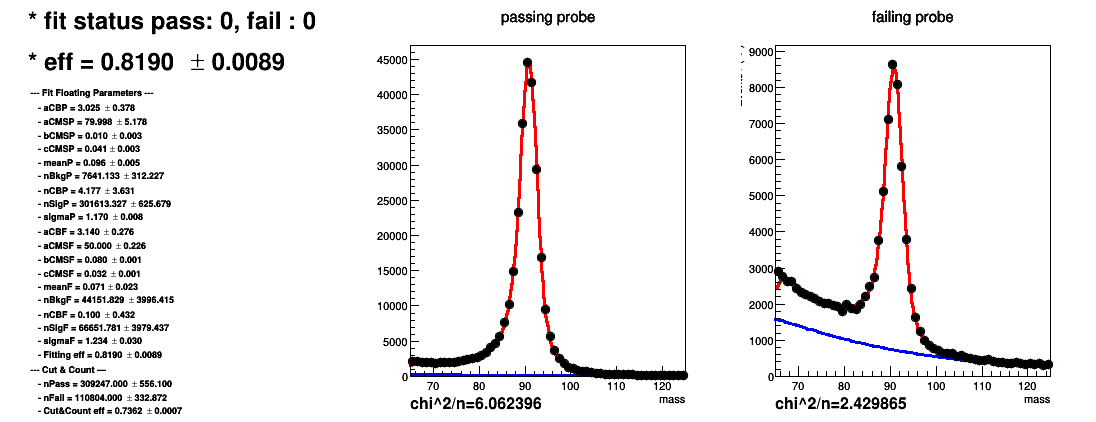 * fit status pass: 0, fail : 0
* eff = 0.8190 ± 0.0089
--- Fit Floating Parameters ---
- aCBP = 3.025 ± 0.378
- aCMSP = 79.998 ± 5.178
- bCMSP = 0.010 ± 0.003
- cCMSP = 0.041 ± 0.003
- meanP = 0.096 ± 0.005
- nBkgP = 7641.133 ± 312.227
- nCBP = 4.177 ± 3.631
- nSigP = 301613.327 ± 625.679
- sigmaP = 1.170 ± 0.008
- aCBF = 3.140 ± 0.276
- aCMSF = 50.000 ± 0.226
- bCMSF = 0.080 ± 0.001
- cCMSF = 0.032 ± 0.001
- meanF = 0.071 ± 0.023
- nBkgF = 44151.829 ± 3996.415
- nCBF = 0.100 ± 0.432
- nSigF = 66651.781 ± 3979.437
- sigmaF = 1.234 ± 0.030
- Fitting eff = 0.8190 ± 0.0089
--- Cut & Count ---
- nPass = 309247.000 ± 556.100
- nFail = 110804.000 ± 332.872
- Cut&Count eff = 0.7362 ± 0.0007
passing probe
45000
40000
35000
30000
25000
20000
15000
10000
5000
0
70 80 90 100 110 120
mass
chi^2/n=6.062396
failing probe
9000
8000
7000
6000
5000
4000
3000
2000
1000
0
70 80 90 100 110 120
mass
chi^2/n=2.429865